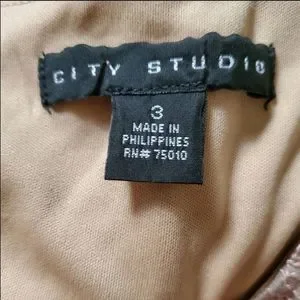 CITY STUDIO
3
MADE IN
PHILIPPINES
RN# 75010